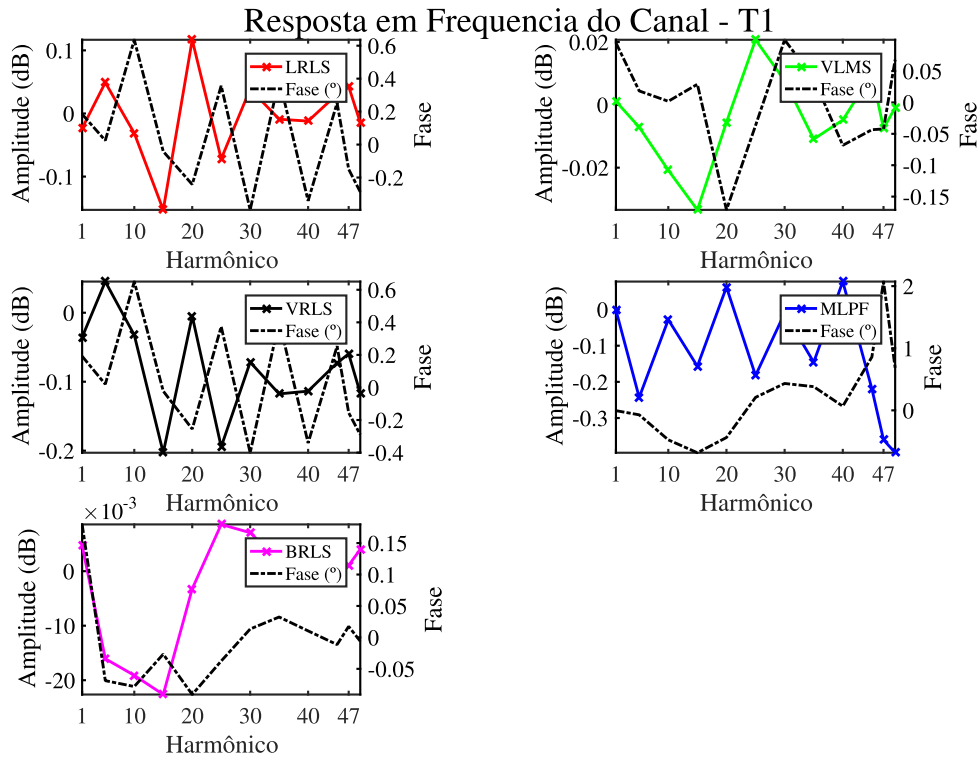 Resposta em Frequencia do Canal - T1
Amplitude (dB)
0.1
0
-0.1
LRLS
Fase (º)
0.6
0.4
0.2
0
-0.2
Fase
1 10 20 30 40 47
Harmônico
Amplitude (dB)
0.02
0
-0.02
VLMS
Fase (º)
0.05
0
-0.05
-0.1
-0.15
Fase
1 10 20 30 40 47
Harmônico
Amplitude (dB)
0
-0.1
-0.2
VRLS
Fase (º)
0.6
0.4
0.2
0
-0.2
-0.4
Fase
1 10 20 30 40 47
Harmônico
Amplitude (dB)
0
-0.1
-0.2
-0.3
MLPF
Fase (º)
2
1
0
Fase
1 10 20 30 40 47
Harmônico
×10-3
Amplitude (dB)
0
-10
-20
BRLS
Fase (º)
0.15
0.1
0.05
0
-0.05
Fase
1 10 20 30 40 47
Harmônico